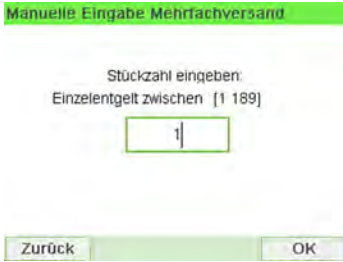 Manuelle Eingabe Mehrfachversand
Stückzahl eingeben:
Einzelentgelt zwischen [1 189]
1
Zurück
OK